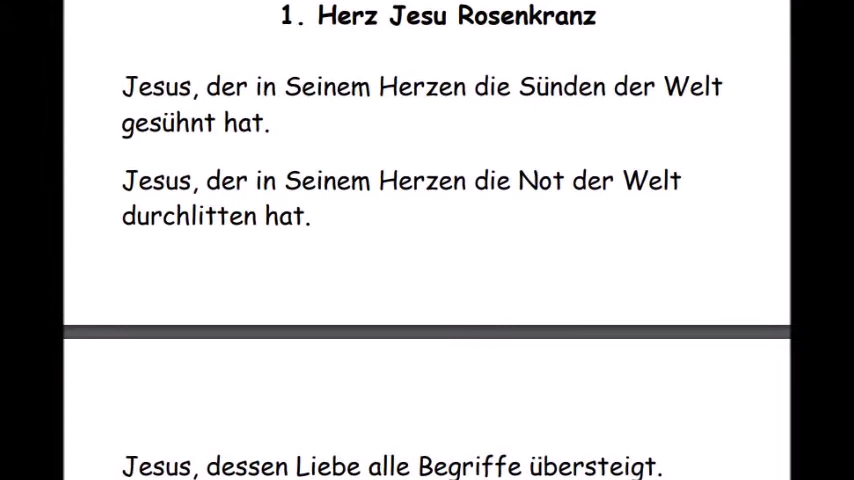 1. Herz Jesu Rosenkranz
Jesus, der in Seinem Herzen die Sünden der Welt
gesühnt hat.
Jesus, der in Seinem Herzen die Not der Welt
durchlitten hat.
Jesus, dessen Liebe alle Begriffe übersteigt.